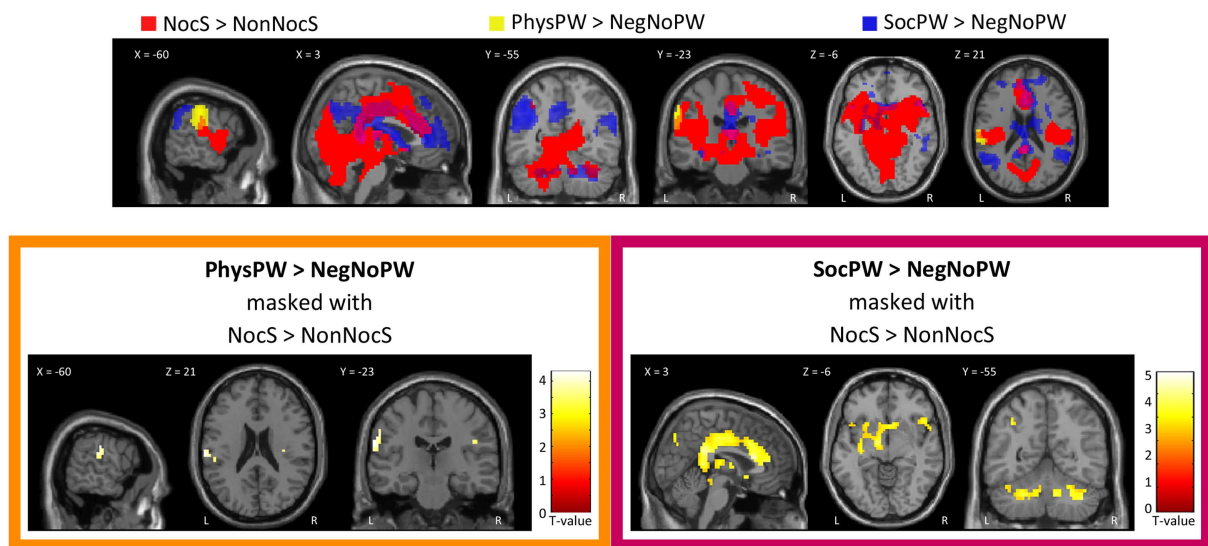 NocS > NonNocS PhysPW > NegNoPW SocPW > NegNoPW
X = -60 X = 3 Y = -55 Y = -23 Z = -6 Z = 21
L R L R L R L R
PhysPW > NegNoPW
masked with
NocS > NonNocS
X = -60 Z = 21 Y = -23
4
3
2
1
0
L R L R T-value
SocPW > NegNoPW
masked with
NocS > NonNocS
X = 3 Z = -6 Y = -55
5
4
3
2
1
0
L R L R T-value